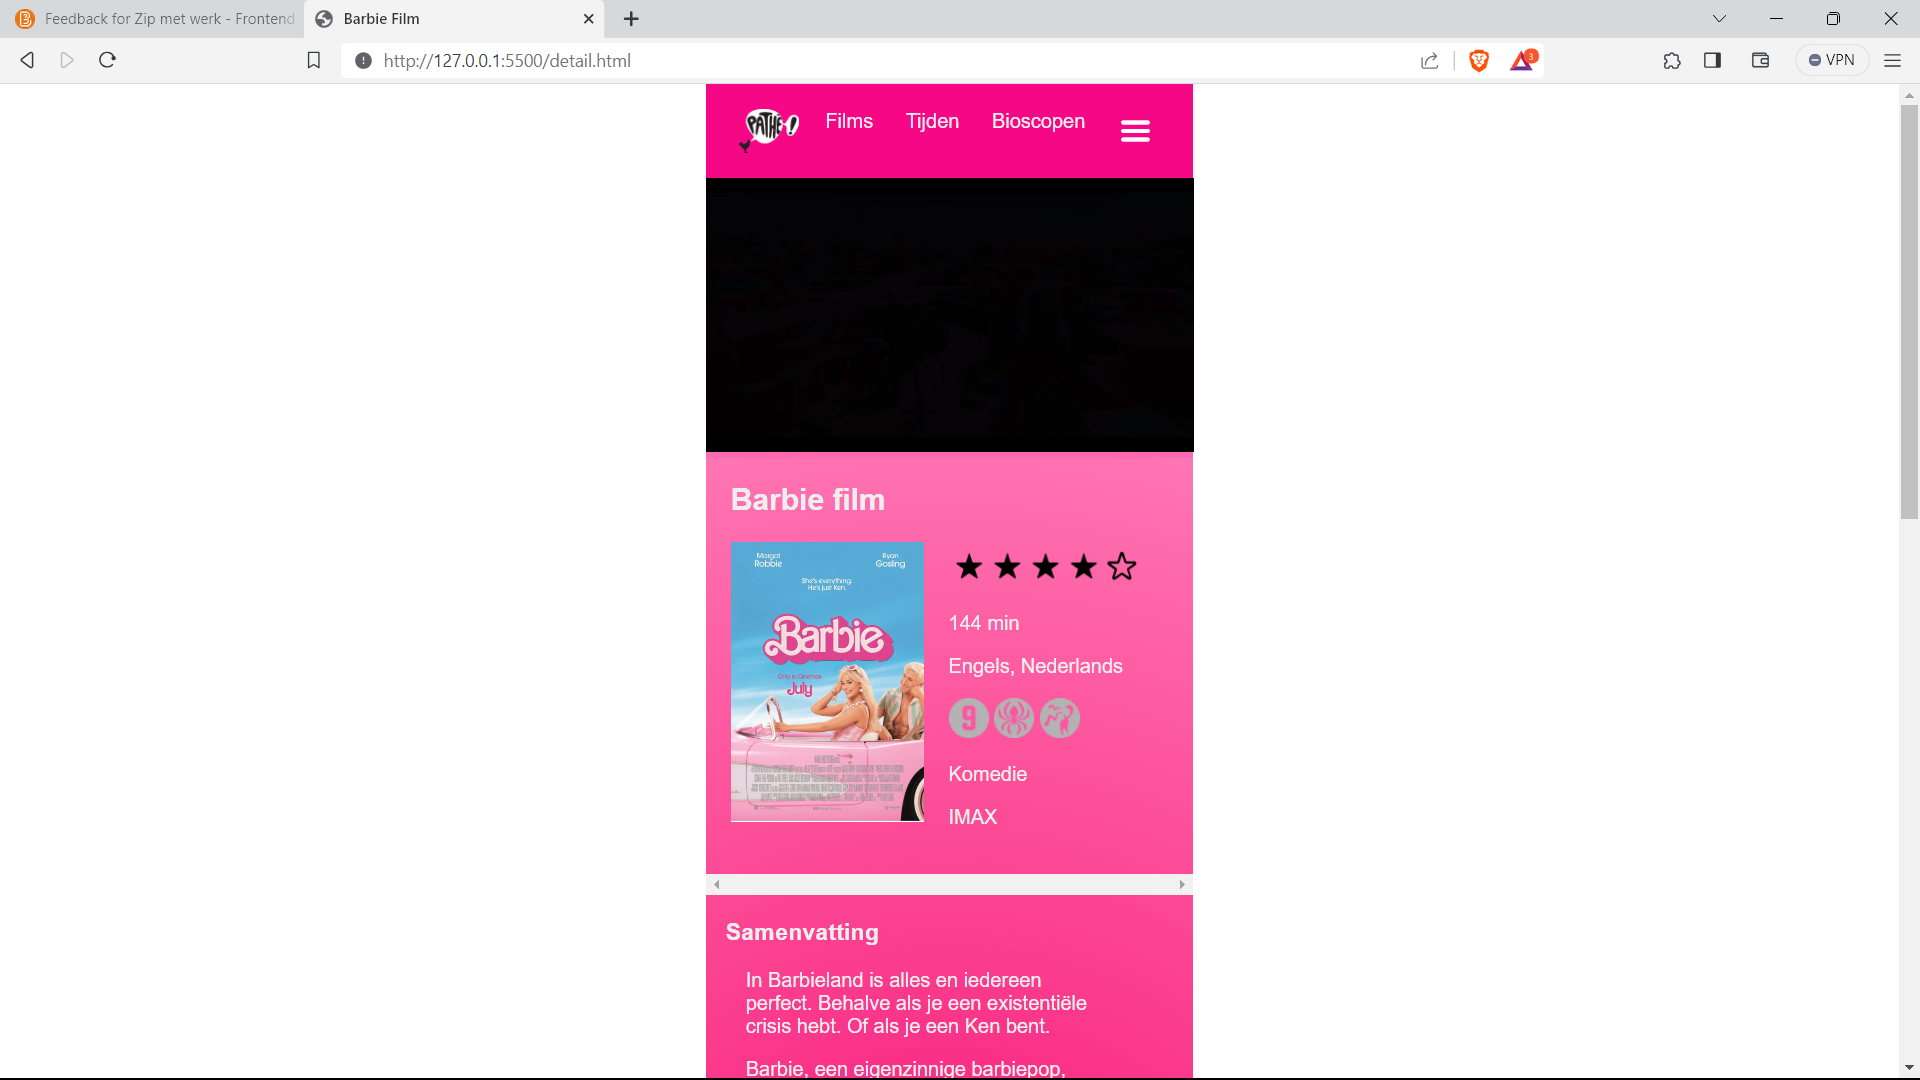 Feedback for Zip met werk - Frontend
Barbie Film
http://127.0.0.1:5500/detail.html
3
VPN
PATHE!
Films
Tijden
Bioscopen
Barbie film
Margot
Robbie
Ryan
Gosling
She's everything.
He's just Ken.
Barbie
Only in Cinemas
July
144 min
Engels, Nederlands
9
Komedie
IMAX
Samenvatting
In Barbieland is alles en iedereen
perfect. Behalve als je een existentiële
crisis hebt. Of als je een Ken bent.
Barbie, een eigenzinnige barbiepop,